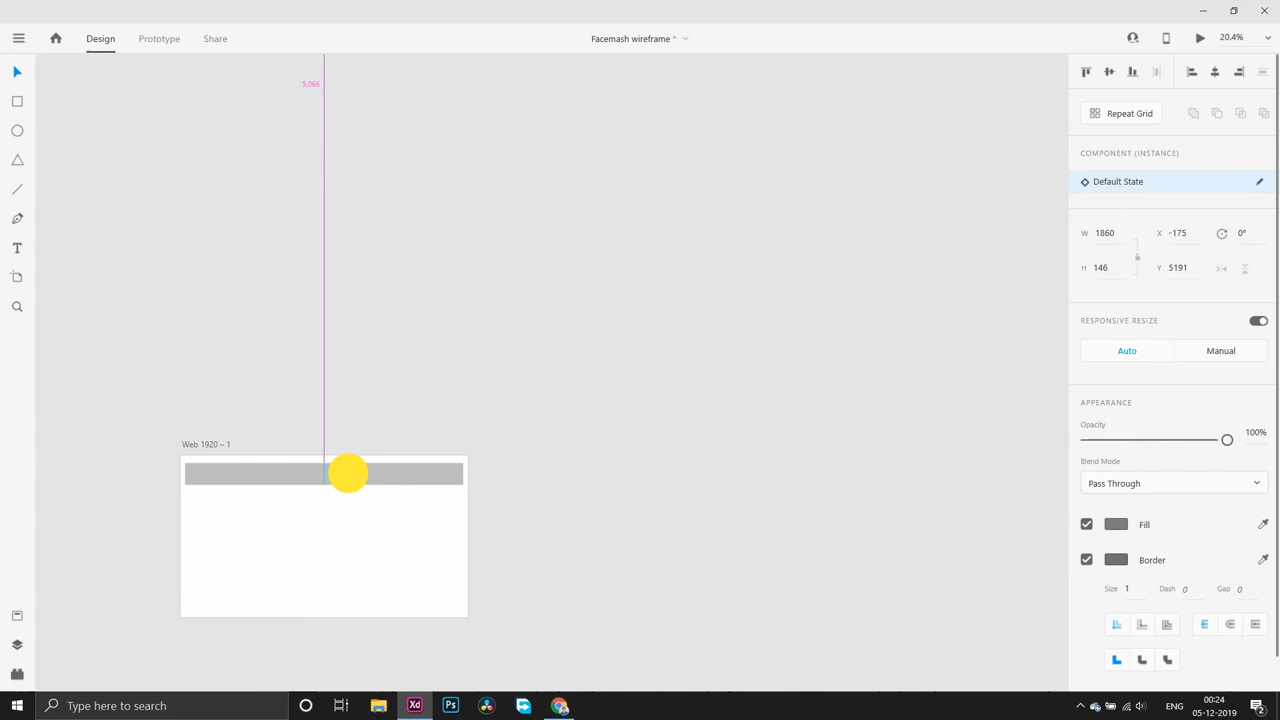 Design
Prototype
Share
Facemash wireframe *
20.4%
5,066
Repeat Grid
COMPONENT (INSTANCE)
Default State
W 1860
X -175
0°
H 146
Y 5191
RESPONSIVE RESIZE
Auto
Manual
APPEARANCE
Opacity
100%
Blend Mode
Pass Through
Fill
Border
Size 1
Dash 0
Gap 0
Web 1920 – 1
T
Type here to search
Xd
Ps
ENG
00:24
05-12-2019
2